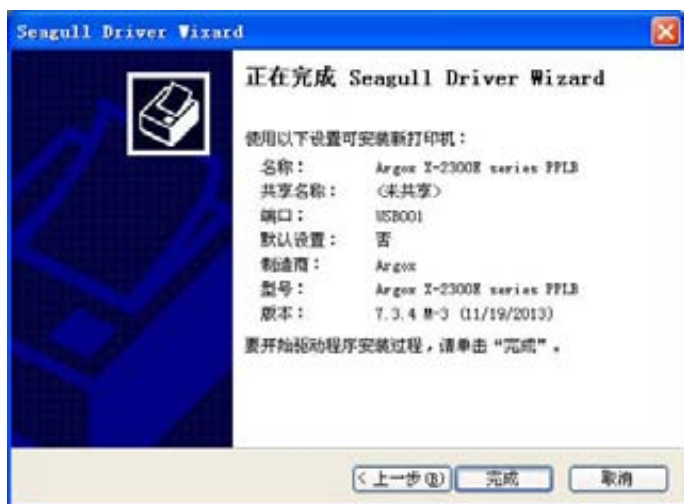 Seagull Driver Wizard
正在完成 Seagull Driver Wizard
使用以下设置可安装新打印机：
名称： Argox X-2300E series PPLB
共享名称： <未共享>
端口： USB001
默认设置： 否
制造商： Argox
型号： Argox X-2300E series PPLB
版本： 7.3.4 M-3 (11/19/2013)
要开始驱动程序安装过程，请单击“完成”。
<上一步(B) 完成 取消